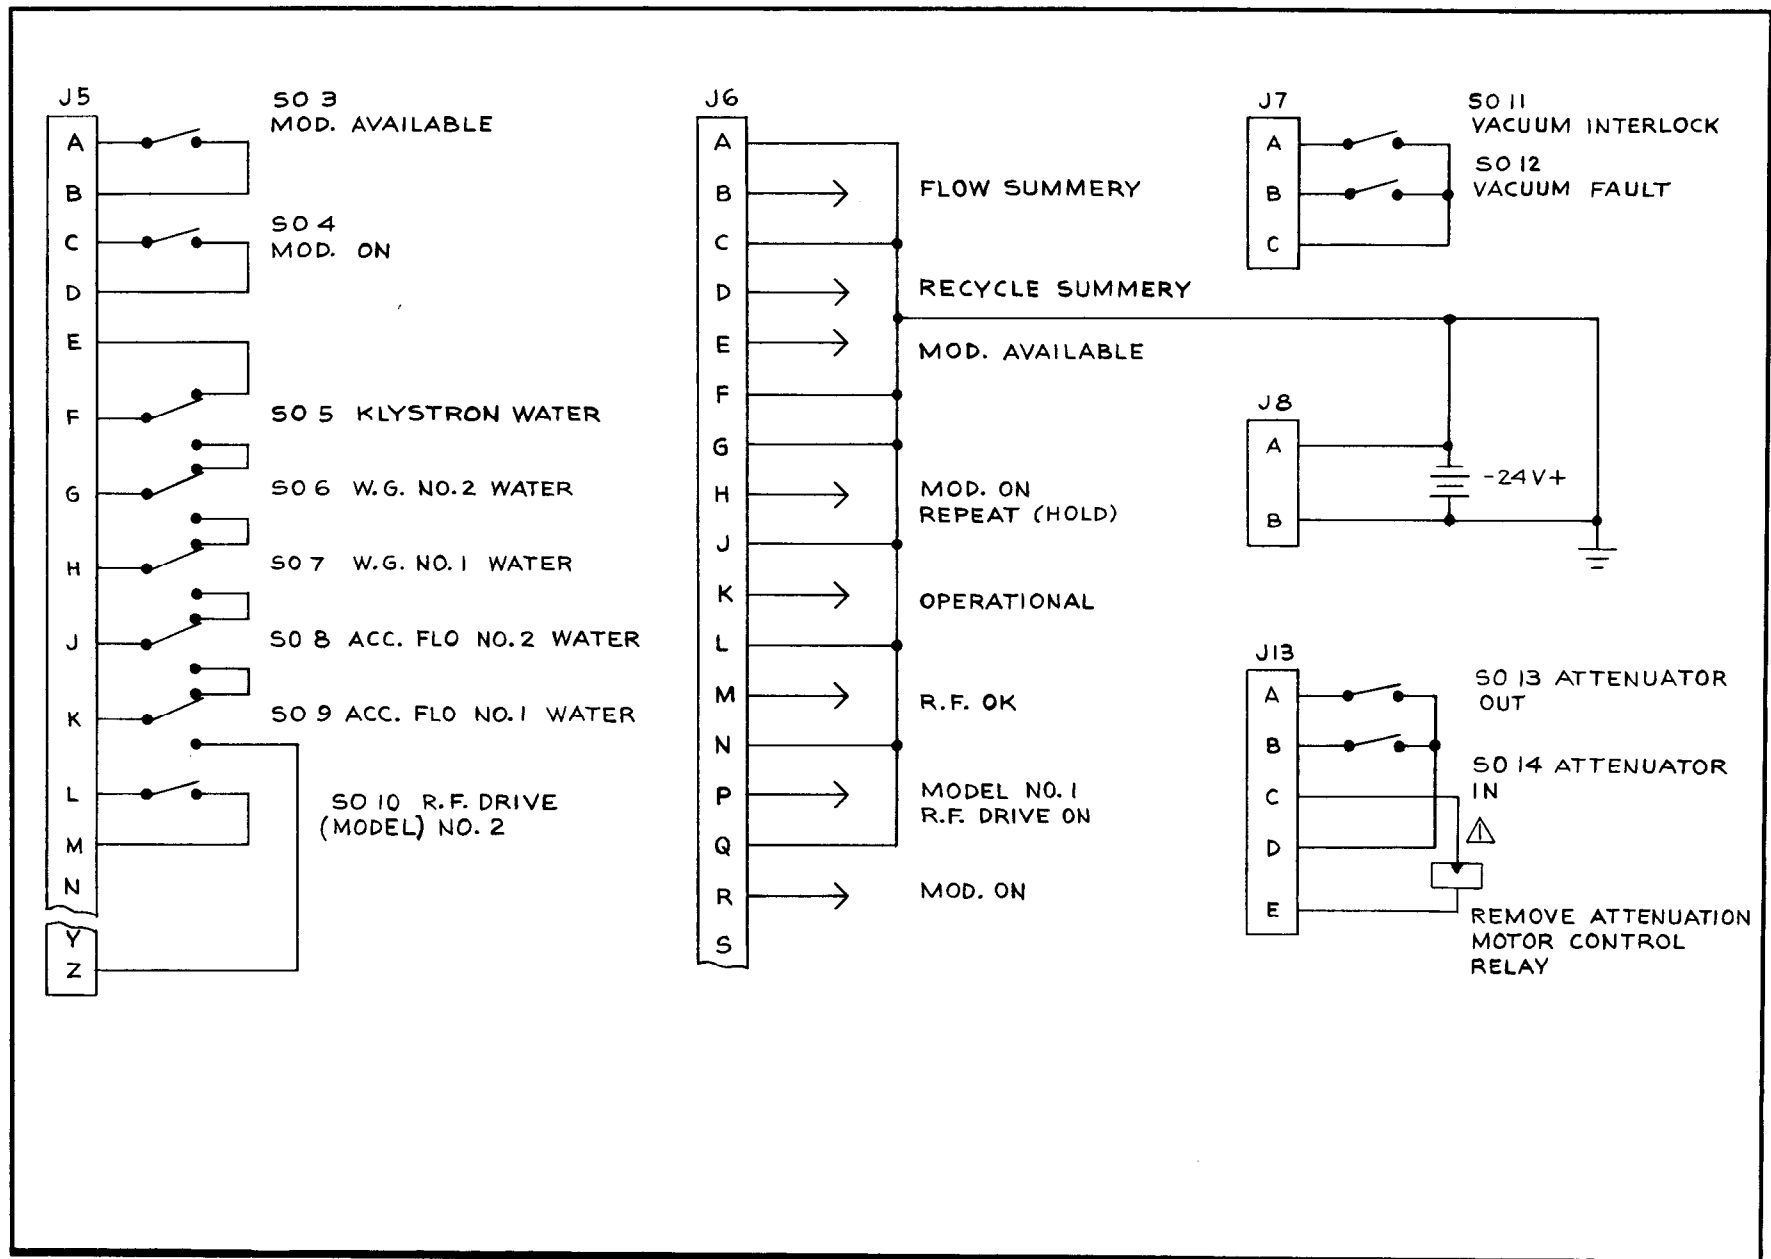 J5
A
B
C
D
E
F
G
H
J
K
L
M
N
Y
Z
SO 3
MOD. AVAILABLE
SO 4
MOD. ON
SO 5 KLYSTRON WATER
SO 6 W.G. NO.2 WATER
SO 7 W.G. NO.1 WATER
SO 8 ACC. FLO NO.2 WATER
SO 9 ACC. FLO NO.1 WATER
SO 10 R.F. DRIVE
(MODEL) NO. 2
J6
A
B
C
D
E
F
G
H
J
K
L
M
N
P
Q
R
S
FLOW SUMMERY
RECYCLE SUMMERY
MOD. AVAILABLE
MOD. ON
REPEAT (HOLD)
OPERATIONAL
R.F. OK
MODEL NO.1
R.F. DRIVE ON
MOD. ON
J7
A
B
C
SO 11
VACUUM INTERLOCK
SO 12
VACUUM FAULT
J8
A
B
-24V+
J13
A
B
C
D
E
SO 13 ATTENUATOR
OUT
SO 14 ATTENUATOR
IN
1
REMOVE ATTENUATION
MOTOR CONTROL
RELAY